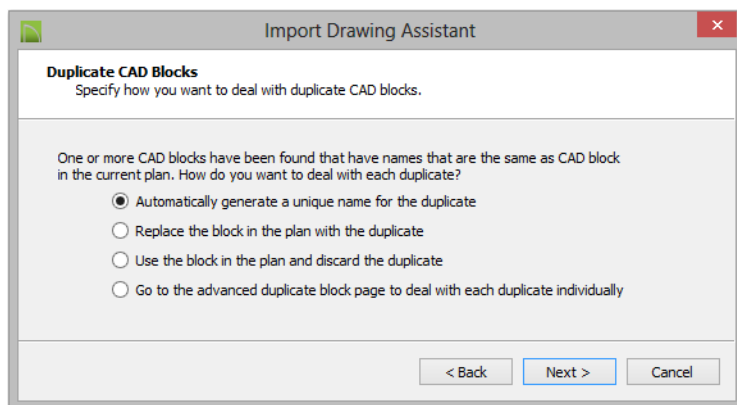 Import Drawing Assistant
Duplicate CAD Blocks
Specify how you want to deal with duplicate CAD blocks.
One or more CAD blocks have been found that have names that are the same as CAD block
in the current plan. How do you want to deal with each duplicate?
Automatically generate a unique name for the duplicate
Replace the block in the plan with the duplicate
Use the block in the plan and discard the duplicate
Go to the advanced duplicate block page to deal with each duplicate individually
< Back Next > Cancel